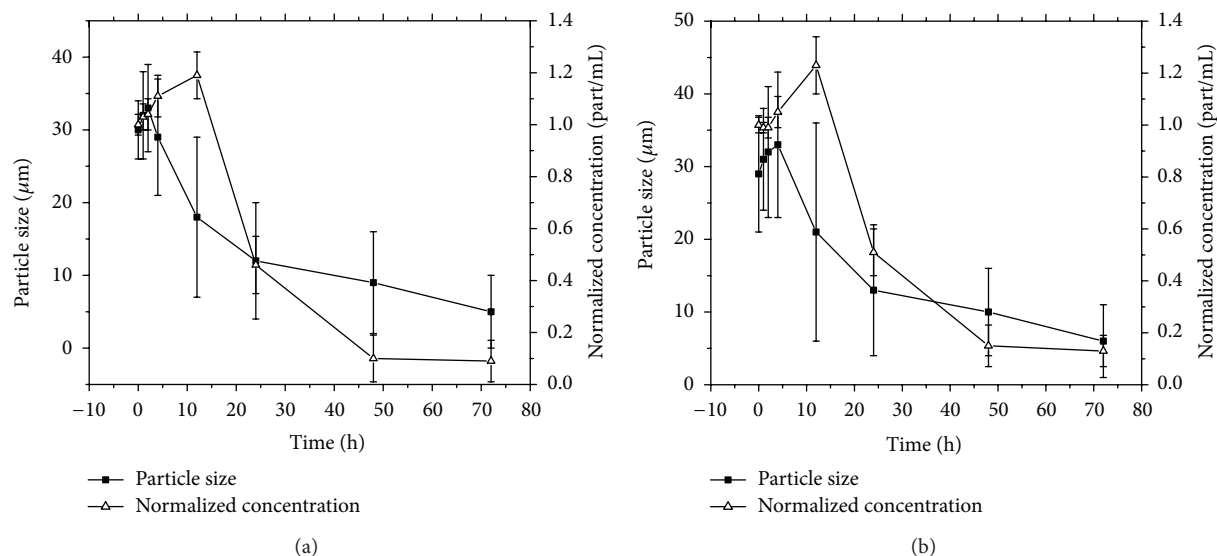 40
30
20
10
0
−10 0 10 20 30 40 50 60 70 80
1.4
1.2
1.0
0.8
0.6
0.4
0.2
0.0
Particle size (μm)
Normalized concentration (part/mL)
Time (h)
Particle size
Normalized concentration
(a)
50
40
30
20
10
0
−10 0 10 20 30 40 50 60 70 80
1.4
1.2
1.0
0.8
0.6
0.4
0.2
0.0
Particle size (μm)
Normalized concentration (part/mL)
Time (h)
Particle size
Normalized concentration
(b)